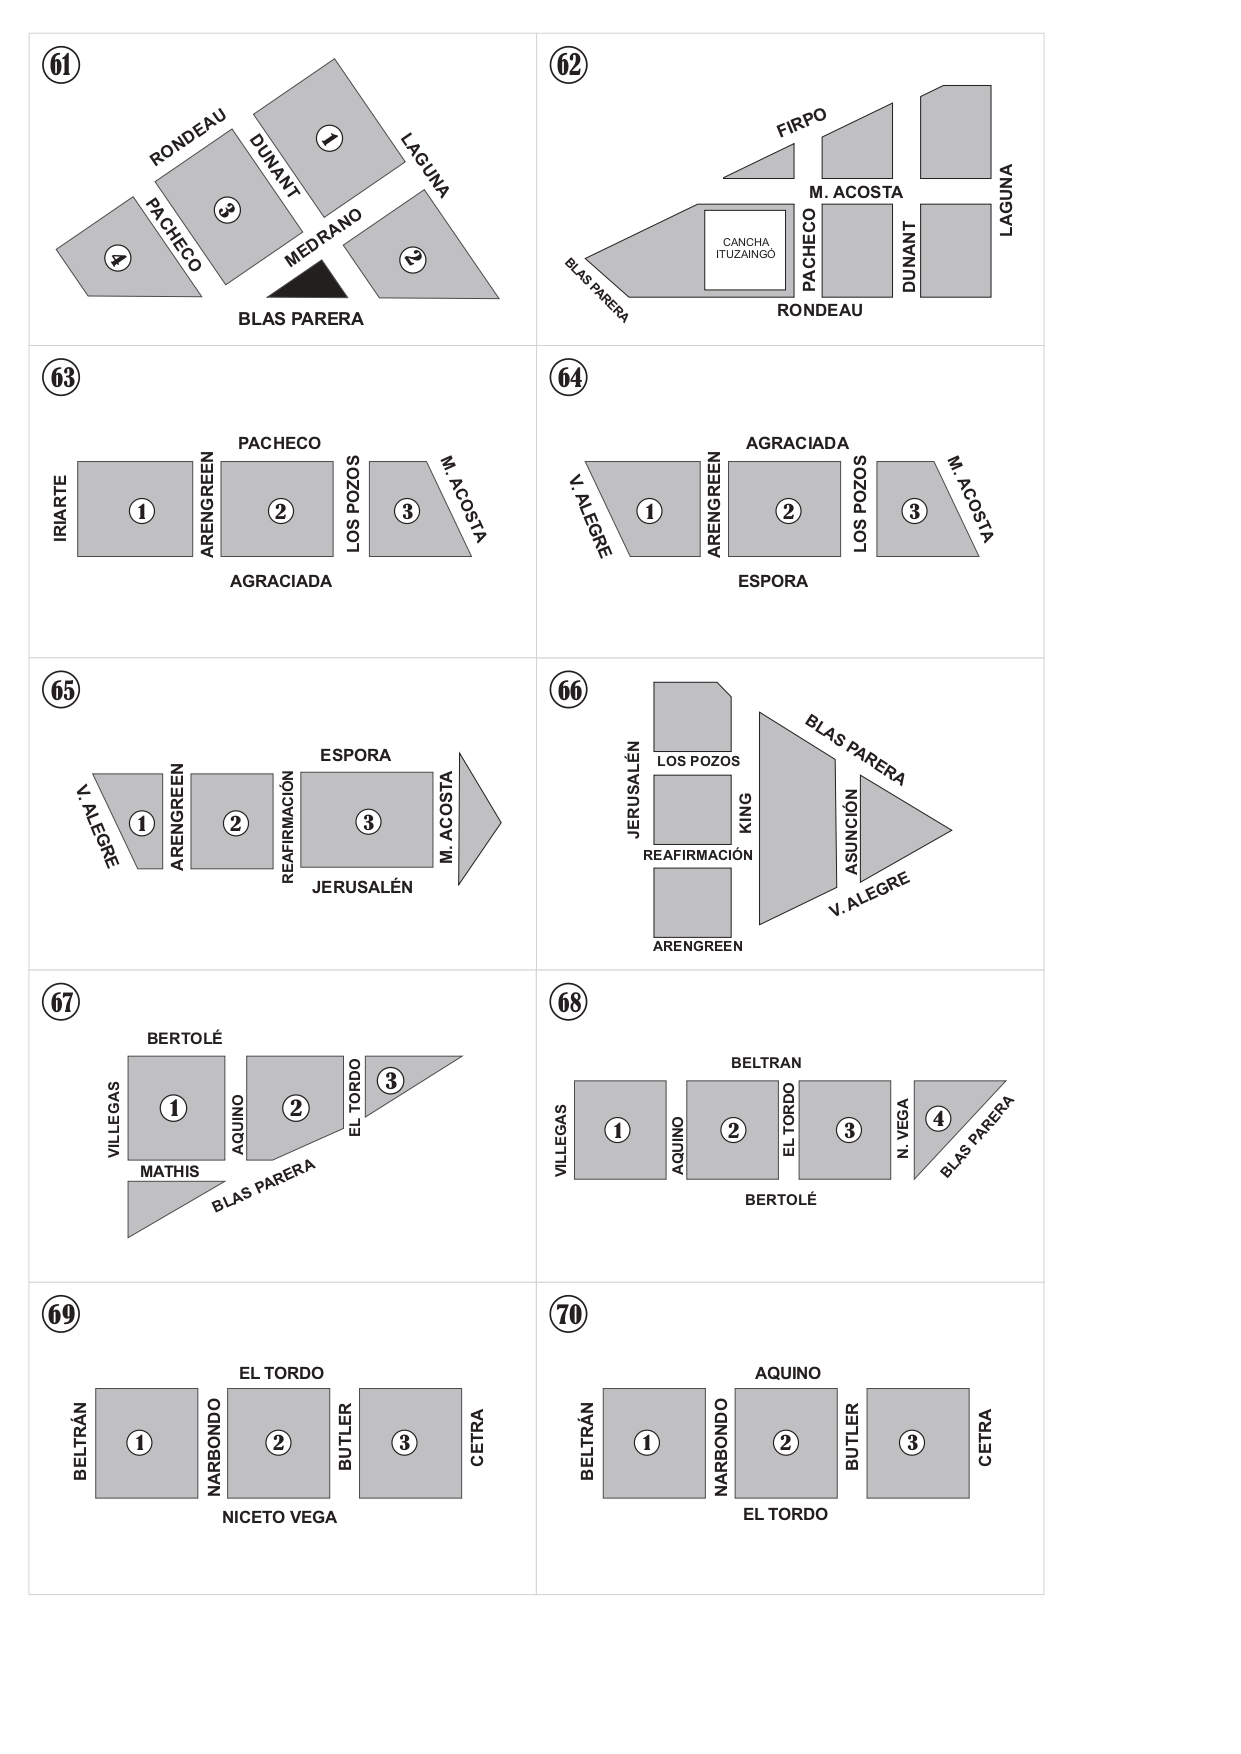 61
RONDEAU
DUNANT
LAGUNA
1
3
PACHECO
MEDRANO
4
2
BLAS PARERA
62
FIRPO
M. ACOSTA
LAGUNA
CANCHA
ITUZAINGÓ
PACHECO
DUNANT
BLAS PARERA
RONDEAU
63
PACHECO
IRIARTE
1
ARENGREEN
2
LOS POZOS
3
M. ACOSTA
AGRACIADA
64
AGRACIADA
V. ALEGRE
1
ARENGREEN
2
LOS POZOS
3
M. ACOSTA
ESPORA
65
ESPORA
V. ALEGRE
1
ARENGREEN
2
REAFIRMACIÓN
3
M. ACOSTA
JERUSALÉN
66
BLAS PARERA
JERUSALÉN
LOS POZOS
KING
ASUNCIÓN
REAFIRMACIÓN
V. ALEGRE
ARENGREEN
67
BERTOLÉ
VILLEGAS
1
AQUINO
2
EL TORDO
3
MATHIS
BLAS PARERA
68
BELTRAN
VILLEGAS
1
AQUINO
2
EL TORDO
3
N. VEGA
4
BLAS PARERA
BERTOLÉ
69
EL TORDO
BELTRÁN
1
NARBONDO
2
BUTLER
3
CETRA
NICETO VEGA
70
AQUINO
BELTRÁN
1
NARBONDO
2
BUTLER
3
CETRA
EL TORDO